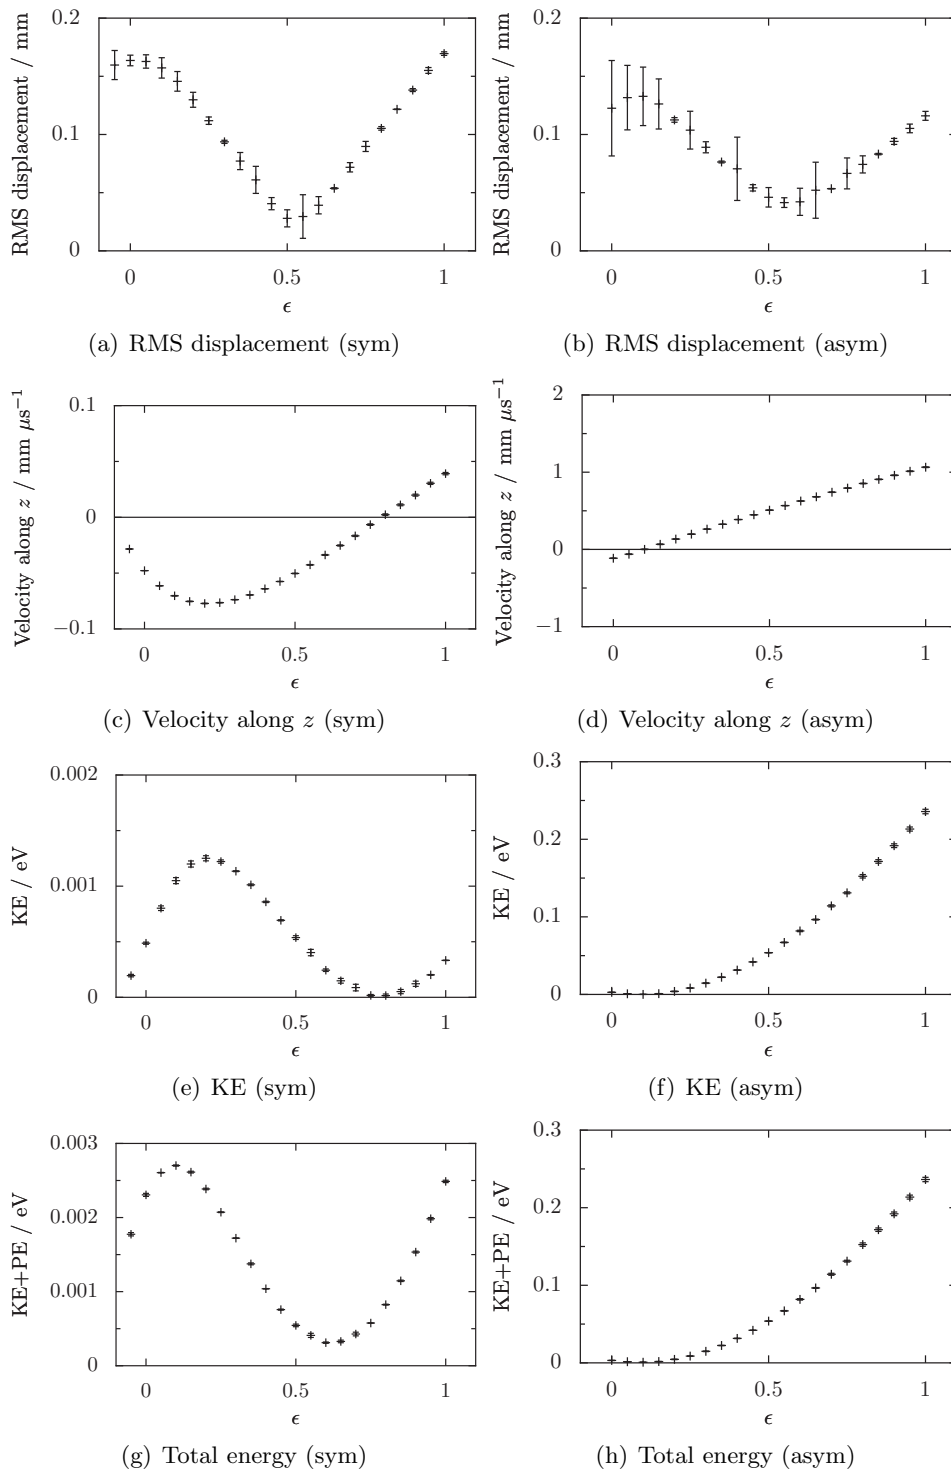 RMS displacement / mm
0.2
0.1
0
0
0.5
1
ϵ
(a) RMS displacement (sym)
RMS displacement / mm
0.2
0.1
0
0
0.5
1
ϵ
(b) RMS displacement (asym)
Velocity along z / mm μs⁻¹
0.1
0
−0.1
0
0.5
1
ϵ
(c) Velocity along z (sym)
Velocity along z / mm μs⁻¹
2
1
0
−1
0
0.5
1
ϵ
(d) Velocity along z (asym)
KE / eV
0.002
0.001
0
0
0.5
1
ϵ
(e) KE (sym)
KE / eV
0.3
0.2
0.1
0
0
0.5
1
ϵ
(f) KE (asym)
KE+PE / eV
0.003
0.002
0.001
0
0
0.5
1
ϵ
(g) Total energy (sym)
KE+PE / eV
0.3
0.2
0.1
0
0
0.5
1
ϵ
(h) Total energy (asym)